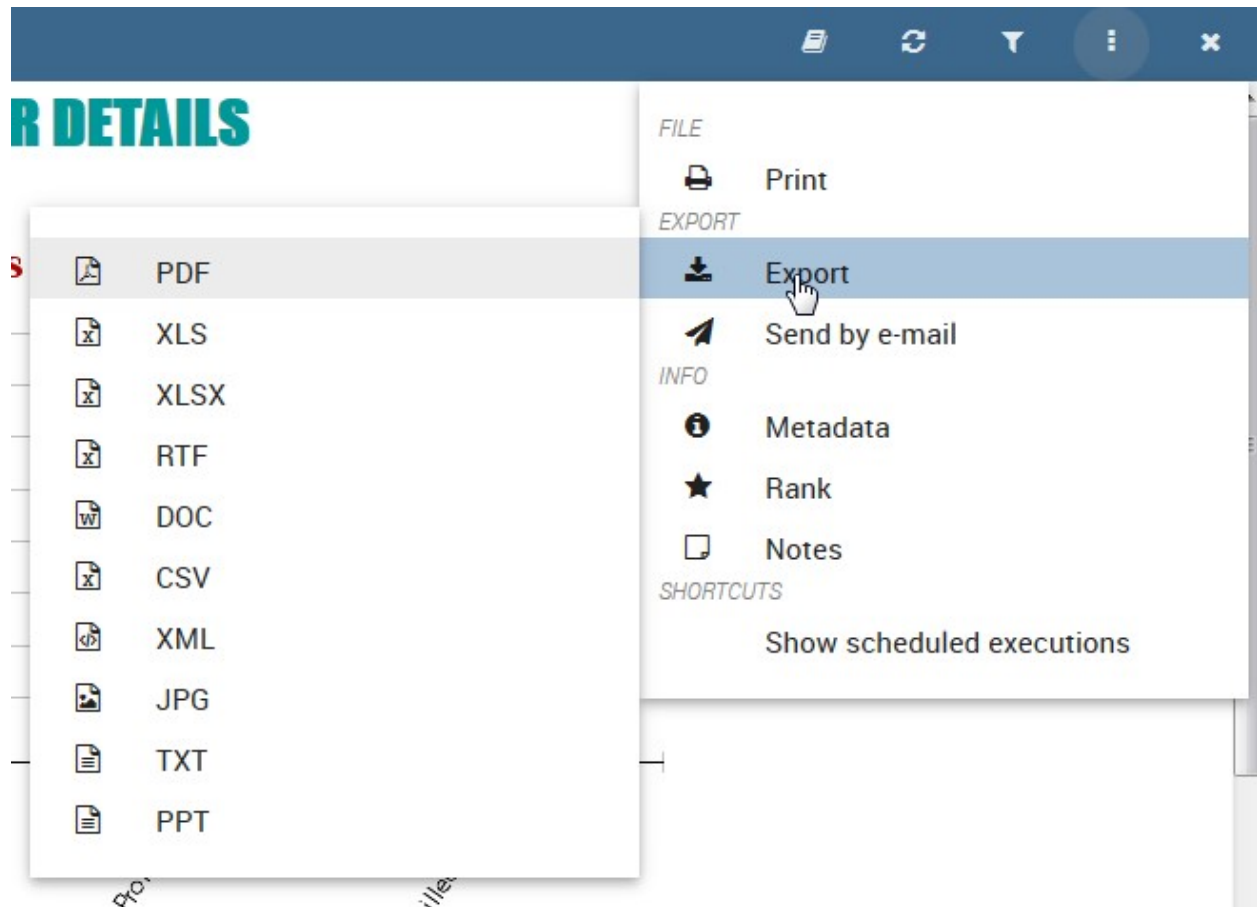 R DETAILS
FILE
Print
EXPORT
Export
Send by e-mail
INFO
Metadata
Rank
Notes
SHORTCUTS
Show scheduled executions
s
PDF
XLS
XLSX
RTF
DOC
CSV
XML
JPG
TXT
PPT